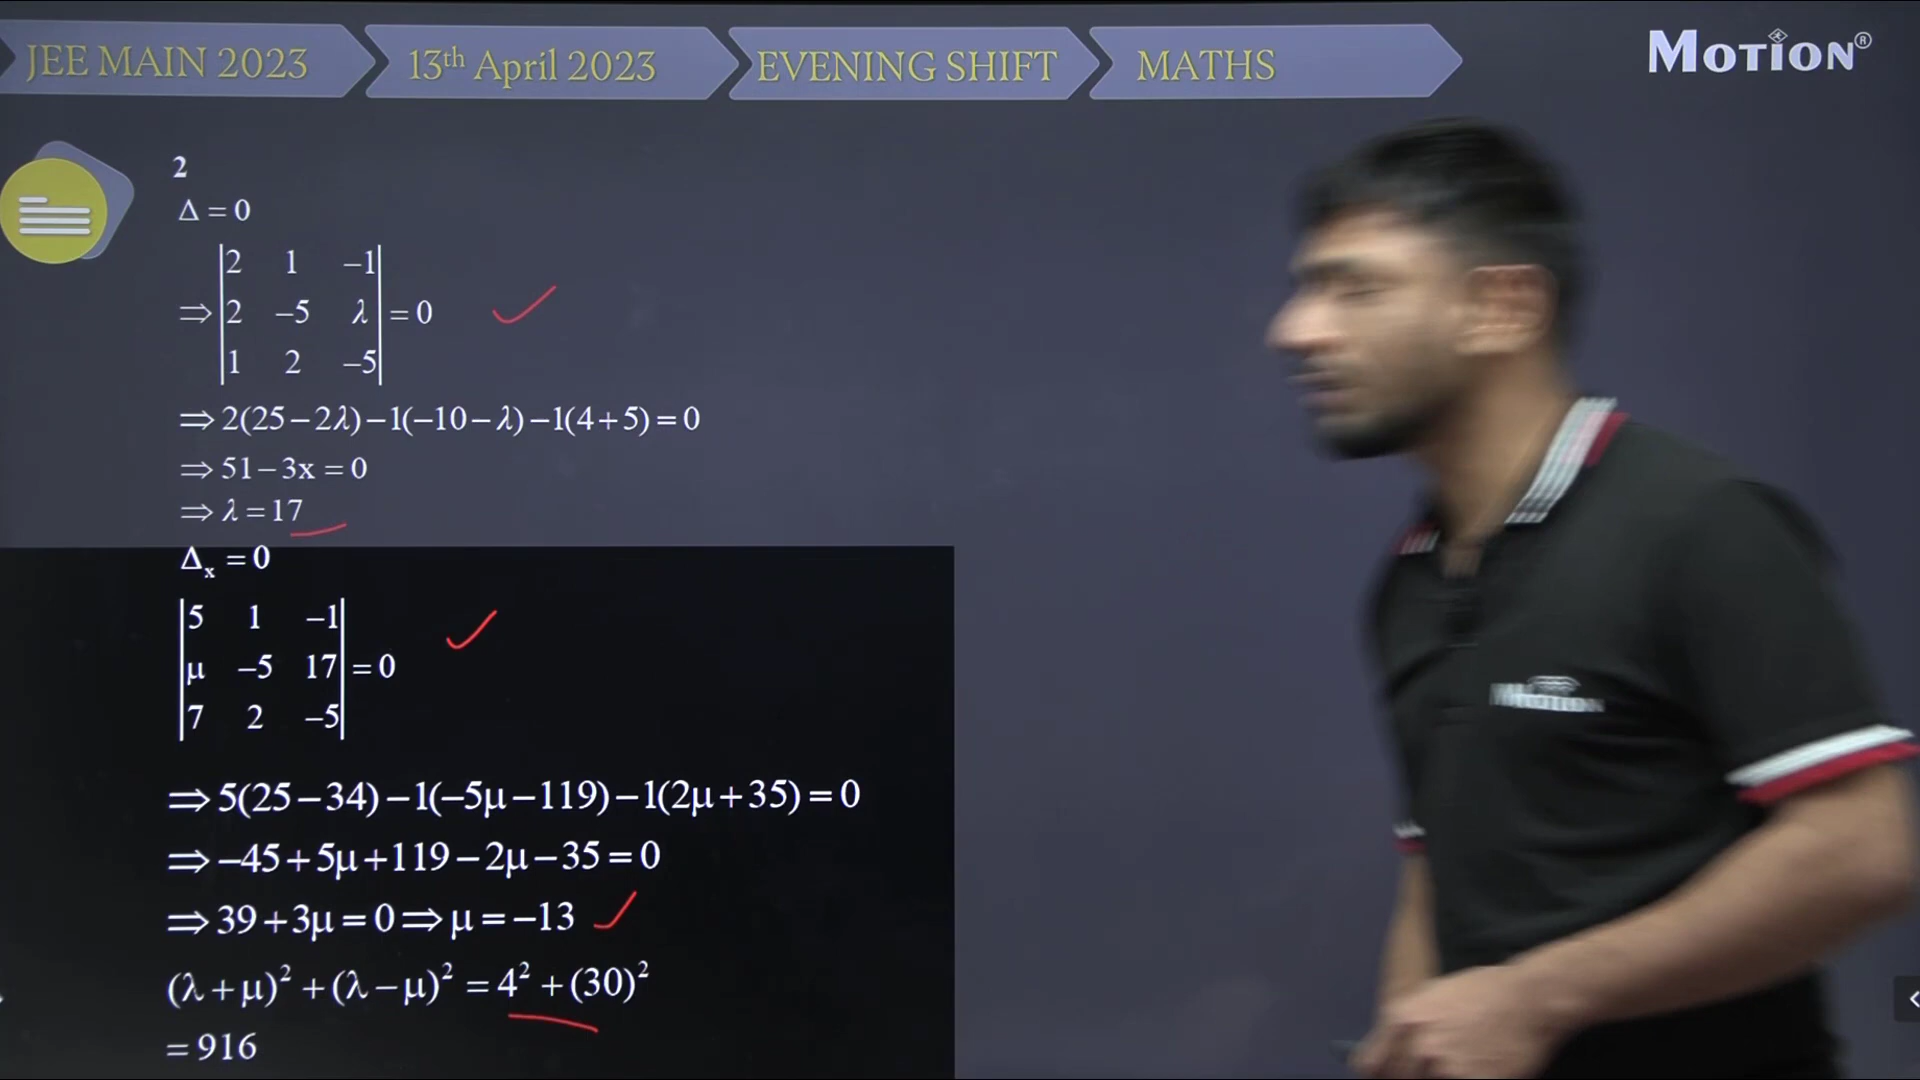 JEE MAIN 2023
13th April 2023
EVENING SHIFT
MATHS
MOTION®
2
Δ = 0
⇒ |2 1 −1|
|2 −5 λ| = 0
|1 2 −5|
⇒ 2(25 − 2λ) − 1(−10 − λ) − 1(4 + 5) = 0
⇒ 51 − 3x = 0
⇒ λ = 17
Δx = 0
|5 1 −1|
|μ −5 17| = 0
|7 2 −5|
⇒ 5(25 − 34) − 1(−5μ − 119) − 1(2μ + 35) = 0
⇒ −45 + 5μ + 119 − 2μ − 35 = 0
⇒ 39 + 3μ = 0 ⇒ μ = −13
(λ + μ)² + (λ − μ)² = 4² + (30)²
= 916
MOTION